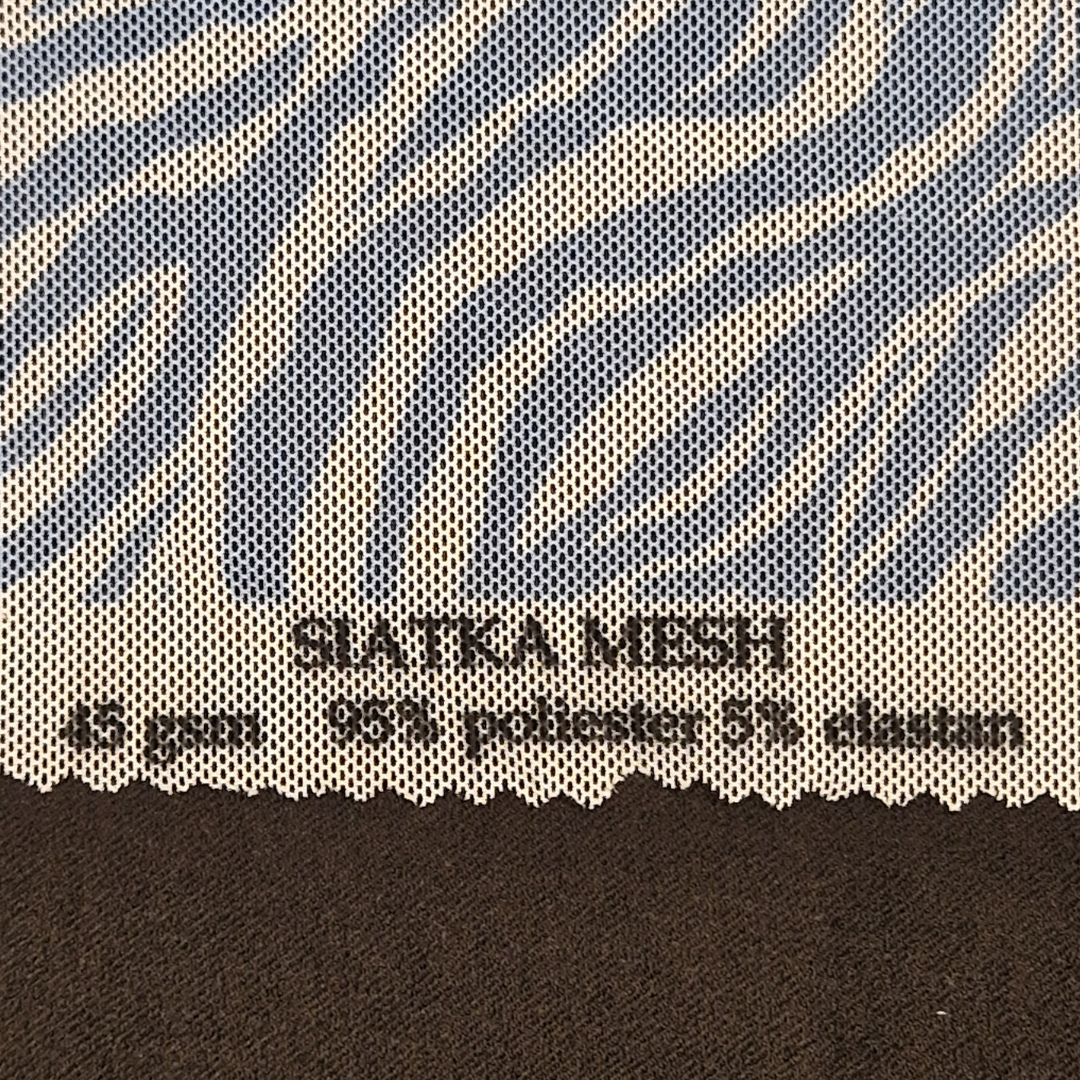 SIATKA MESH
45 gsm 95% poliester 5% elastan